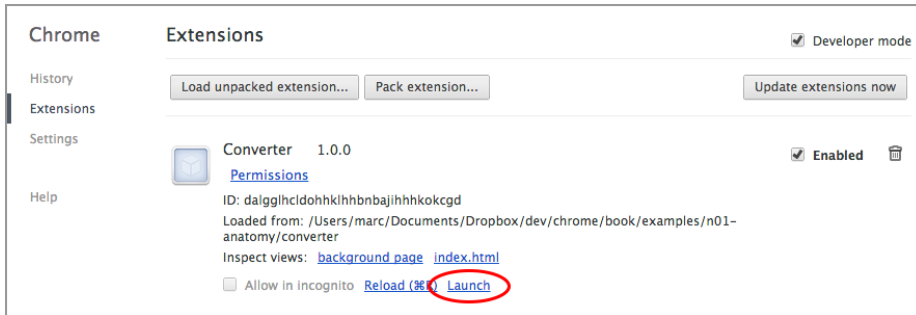 Chrome
Extensions
Developer mode
History
Extensions
Settings
Help
Load unpacked extension...
Pack extension...
Update extensions now
Converter 1.0.0
Enabled
Permissions
ID: dalgglhcldohhklhhbnbajihhhkokcgd
Loaded from: /Users/marc/Documents/Dropbox/dev/chrome/book/examples/n01-
anatomy/converter
Inspect views: background page index.html
Allow in incognito Reload (⌘R) Launch